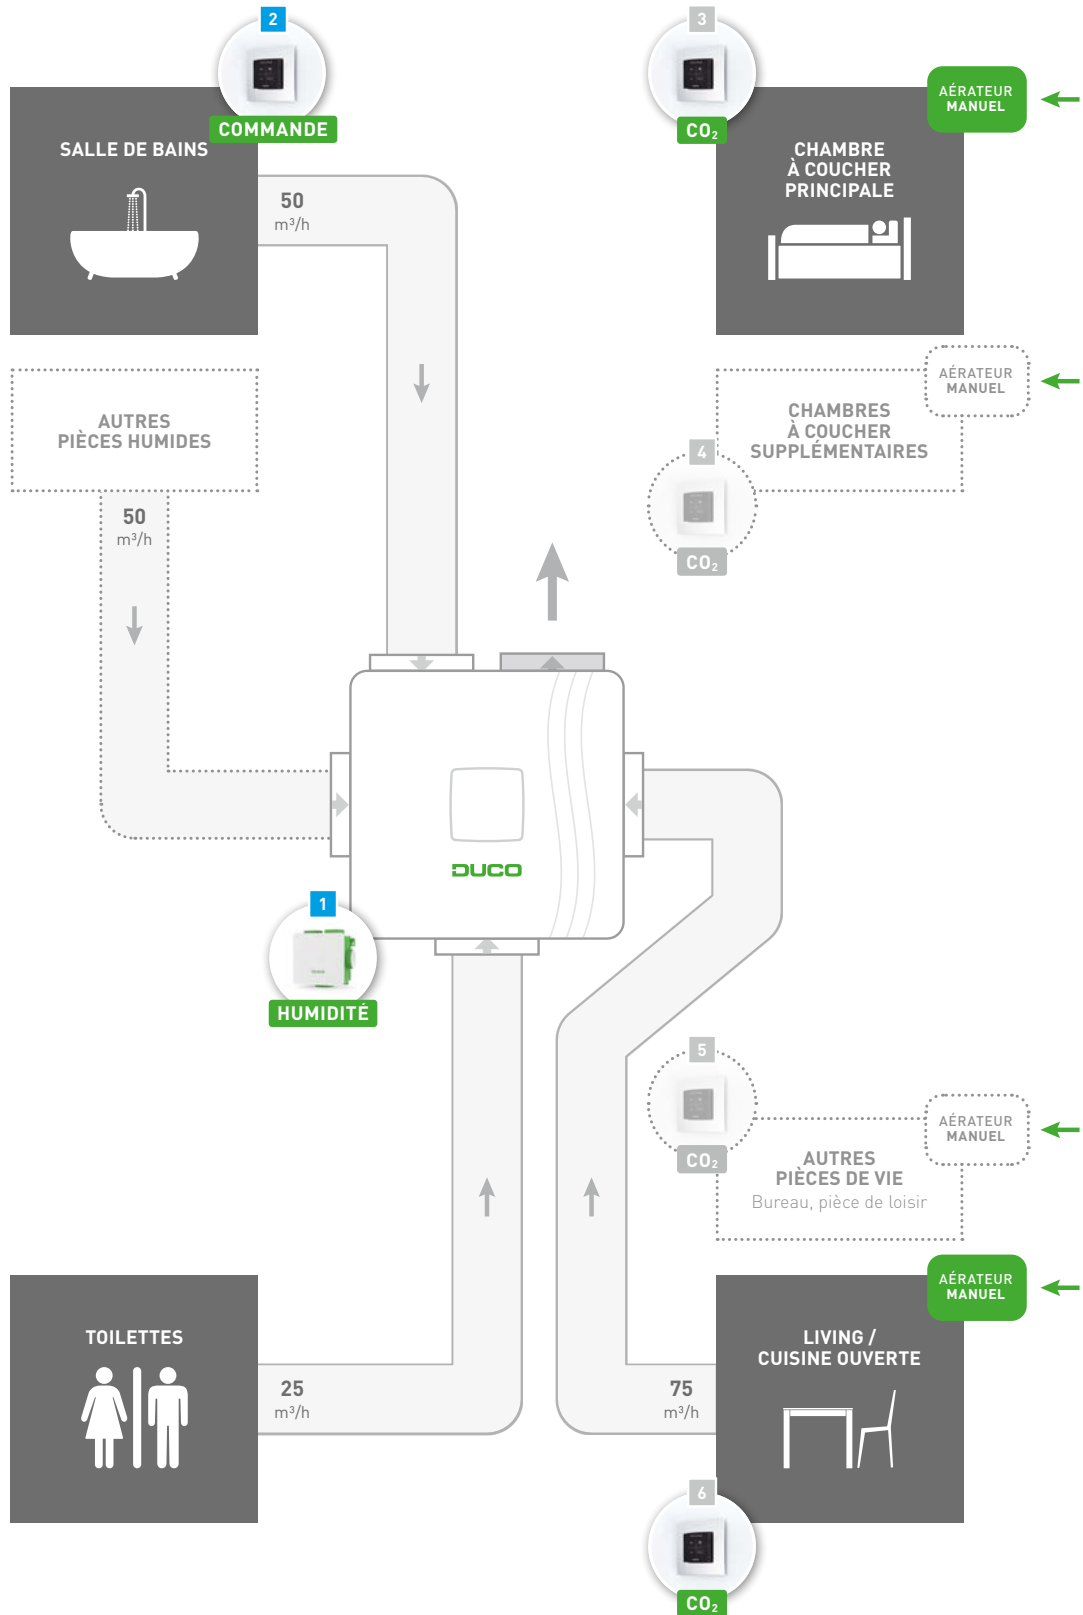 2
COMMANDE
SALLE DE BAINS
50
m³/h
3
CO₂
AÉRATEUR
MANUEL
CHAMBRE
À COUCHER
PRINCIPALE
AUTRES
PIÈCES HUMIDES
50
m³/h
AÉRATEUR
MANUEL
CHAMBRES
À COUCHER
SUPPLÉMENTAIRES
4
CO₂
DUCO
1
HUMIDITÉ
5
CO₂
AÉRATEUR
MANUEL
AUTRES
PIÈCES DE VIE
Bureau, pièce de loisir
TOILETTES
25
m³/h
AÉRATEUR
MANUEL
LIVING /
CUISINE OUVERTE
75
m³/h
6
CO₂